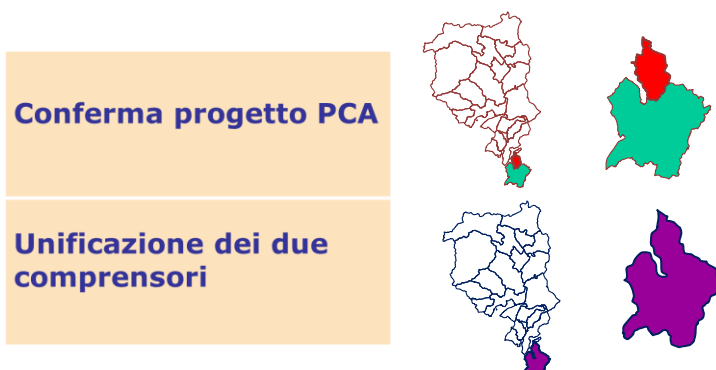 Conferma progetto PCA
Unificazione dei due
comprensori